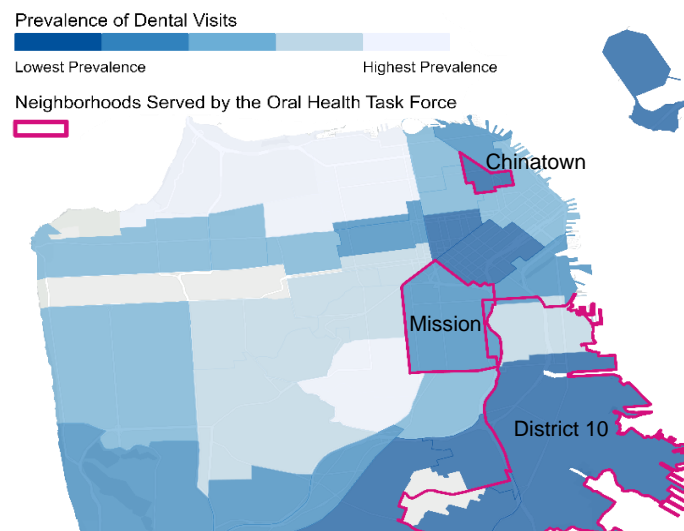 Prevalence of Dental Visits
Lowest Prevalence Highest Prevalence
Neighborhoods Served by the Oral Health Task Force
Chinatown
Mission
District 10